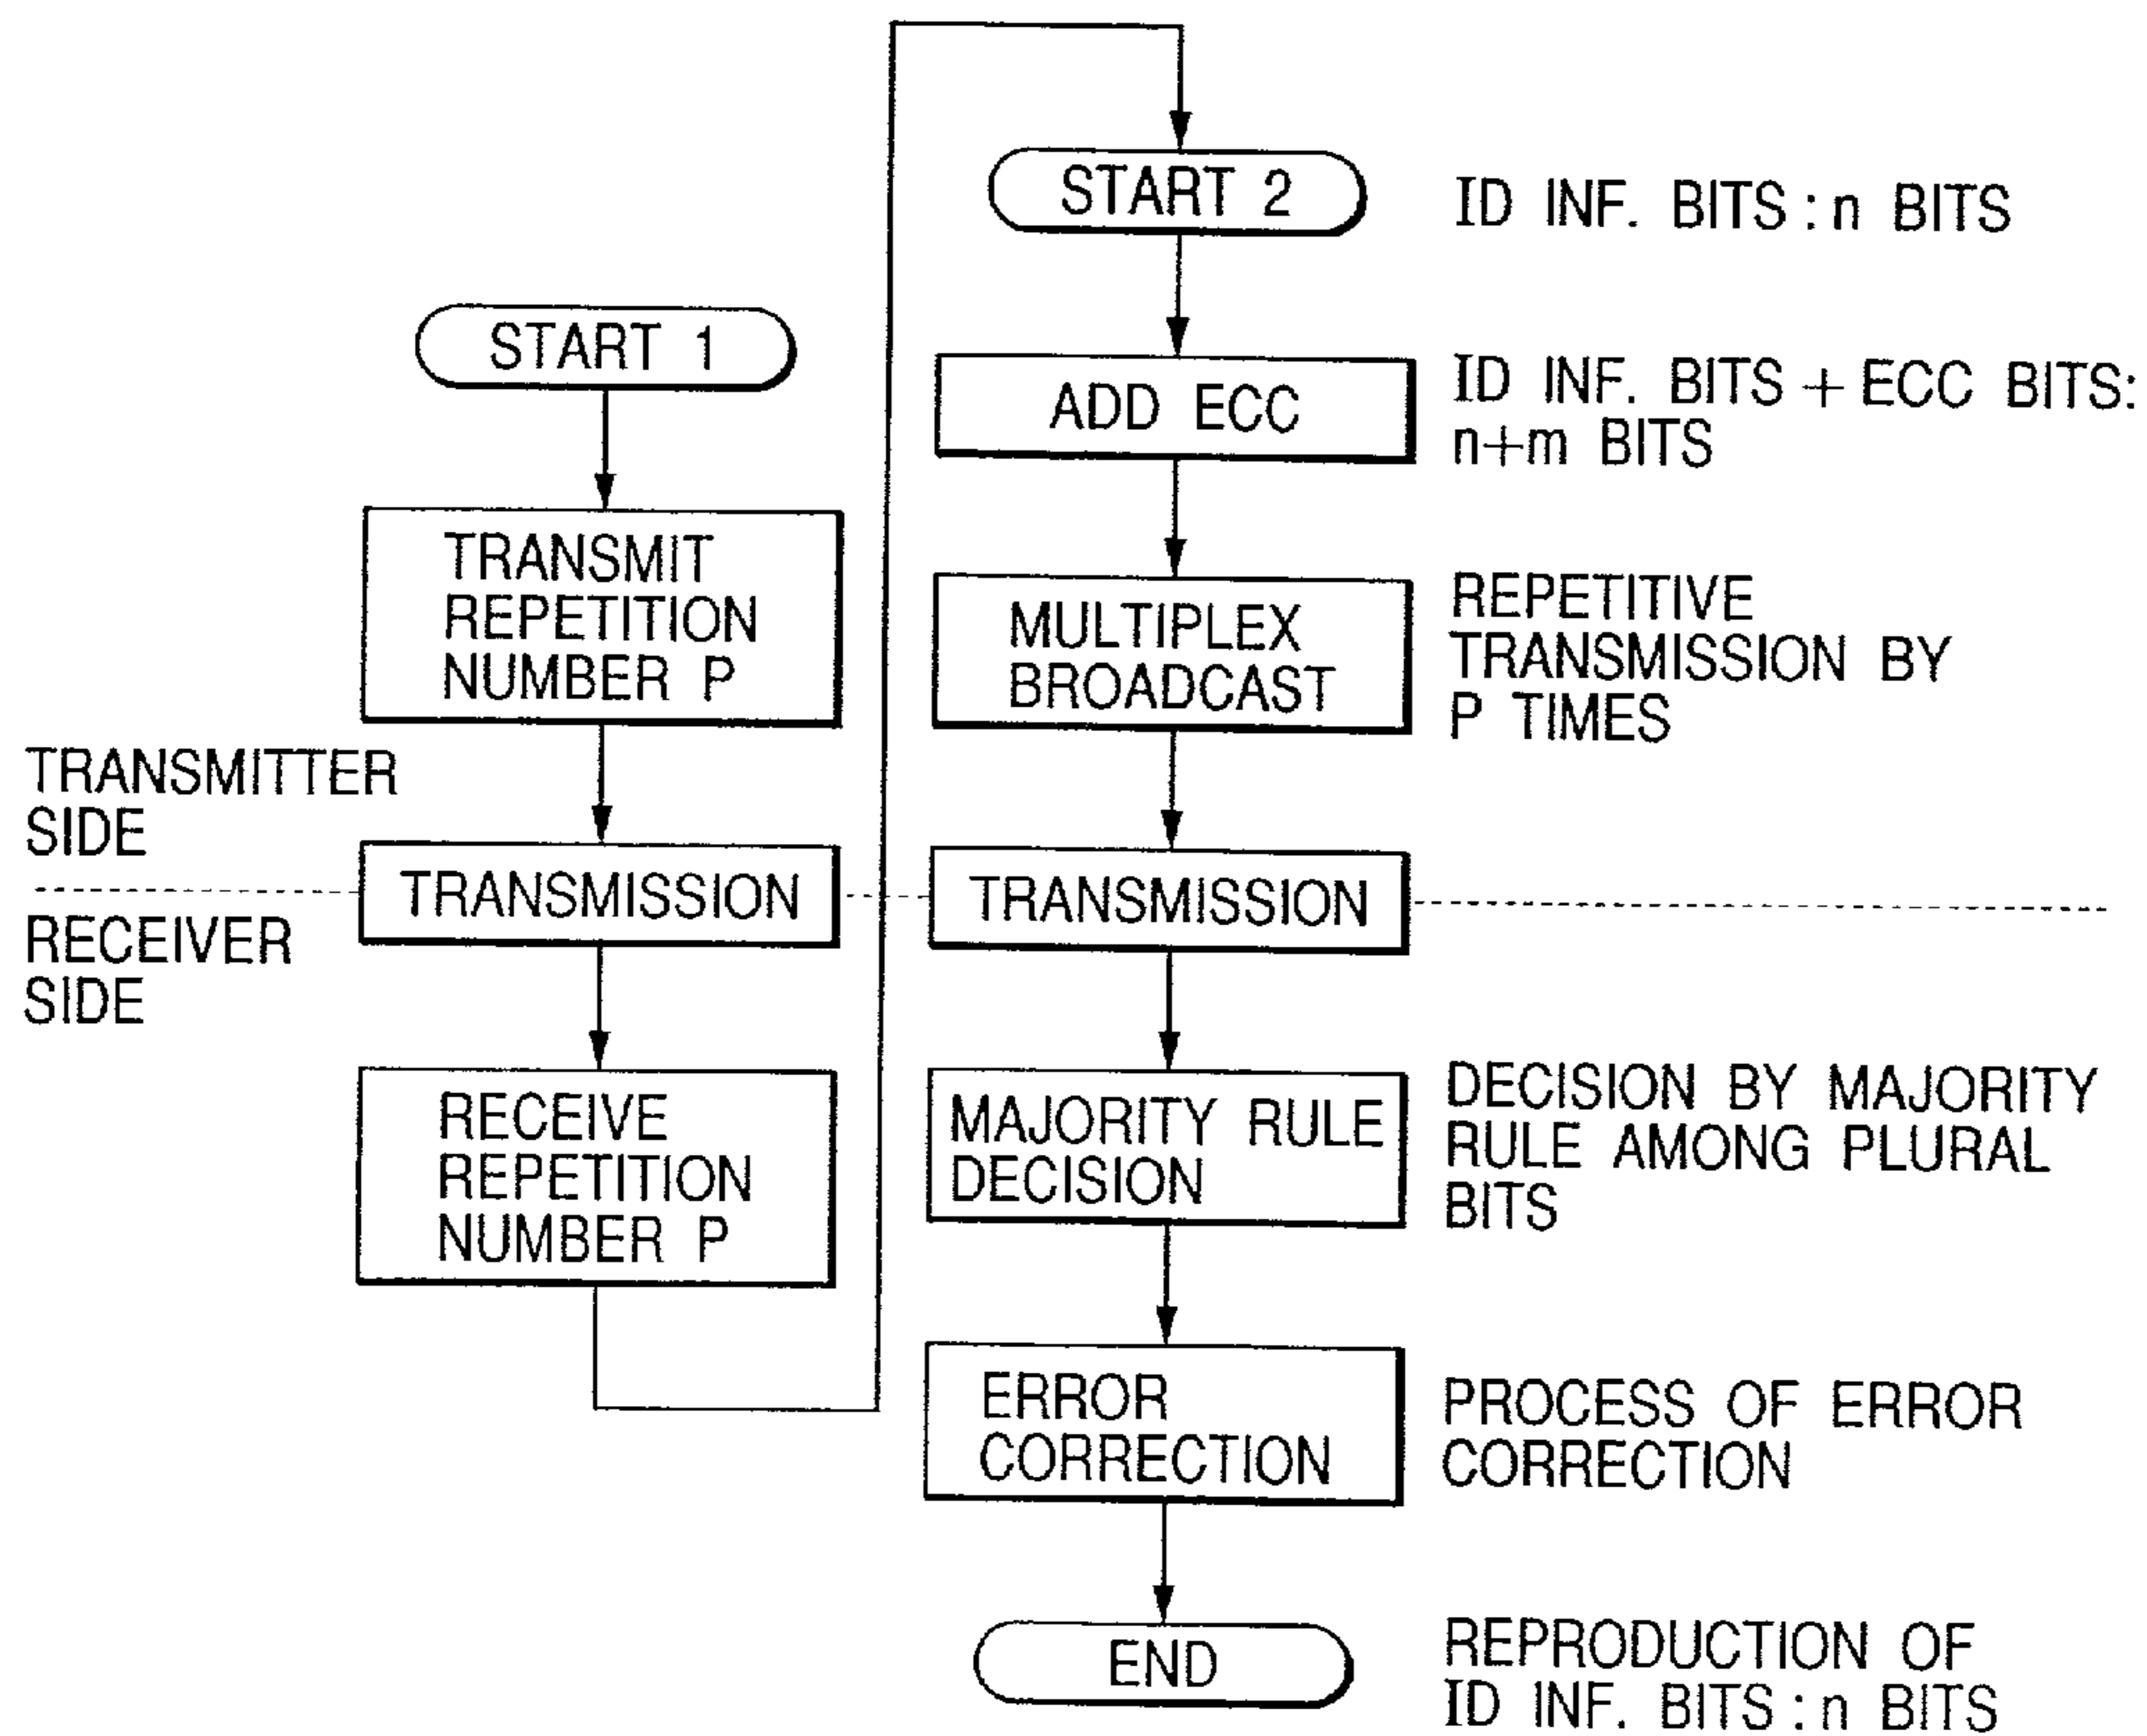 START 1
TRANSMIT
REPETITION
NUMBER P
TRANSMITTER
SIDE
TRANSMISSION
RECEIVER
SIDE
RECEIVE
REPETITION
NUMBER P
START 2
ID INF. BITS : n BITS
ADD ECC
ID INF. BITS + ECC BITS:
n+m BITS
MULTIPLEX
BROADCAST
REPETITIVE
TRANSMISSION BY
P TIMES
TRANSMISSION
MAJORITY RULE
DECISION
DECISION BY MAJORITY
RULE AMONG PLURAL
BITS
ERROR
CORRECTION
PROCESS OF ERROR
CORRECTION
END
REPRODUCTION OF
ID INF. BITS : n BITS